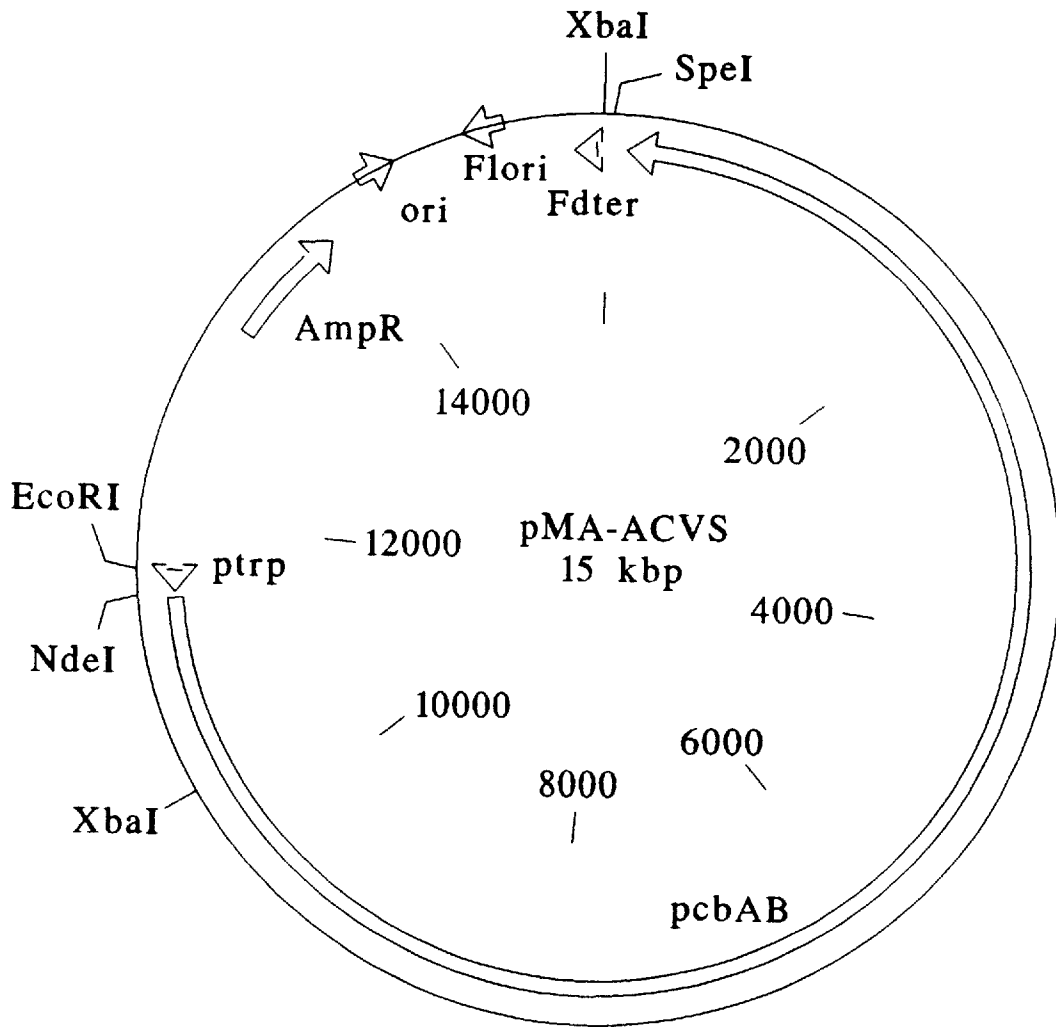 XbaI
SpeI
Flori
ori
Fdter
AmpR
14000
2000
EcoRI
ptrp
12000
pMA-ACVS
15 kbp
4000
NdeI
10000
6000
8000
XbaI
pcbAB